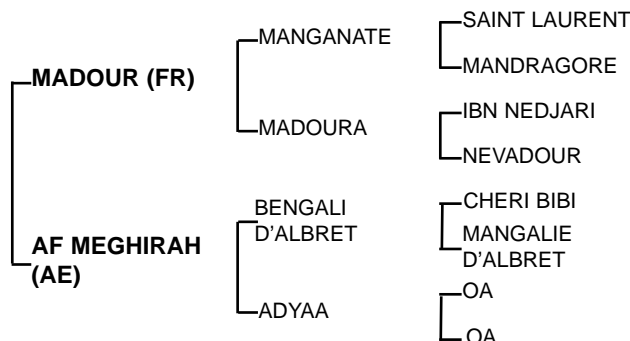 SAINT LAURENT
MANGANATE
MANDRAGORE
MADOUR (FR)
IBN NEDJARI
MADOURA
NEVADOUR
CHERI BIBI
BENGALI
D'ALBRET
MANGALIE
D'ALBRET
AF MEGHIRAH
(AE)
OA
ADYAA
OA